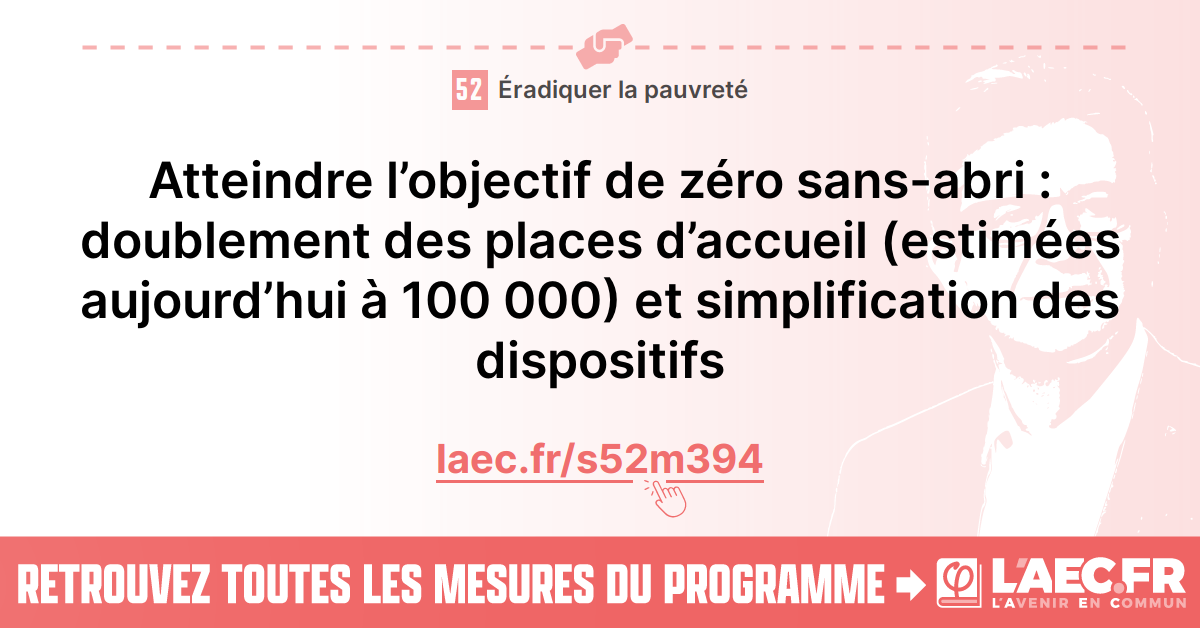 52 Éradiquer la pauvreté
Atteindre l’objectif de zéro sans-abri :
doublement des places d’accueil (estimées
aujourd’hui à 100 000) et simplification des
dispositifs
laec.fr/s52m394
RETROUVEZ TOUTES LES MESURES DU PROGRAMME
L'AEC.FR
L'AVENIR EN COMMUN